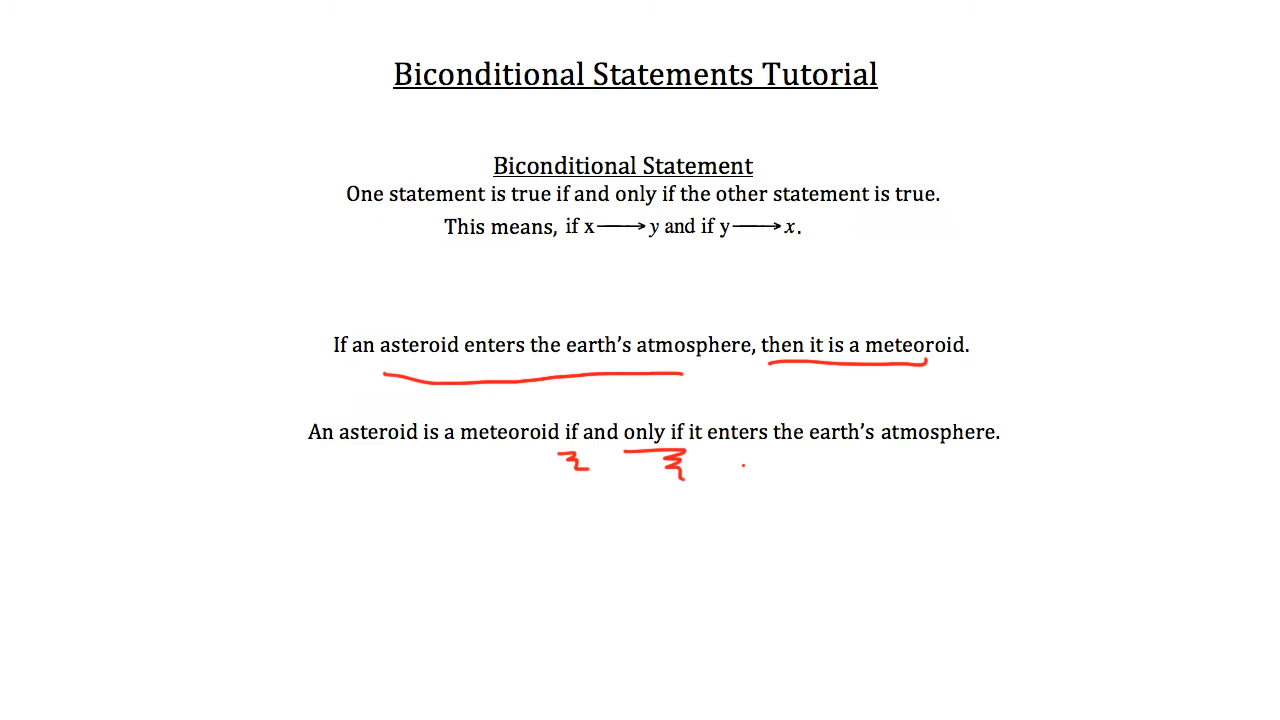 Biconditional Statements Tutorial
Biconditional Statement
One statement is true if and only if the other statement is true.
This means, if x⟶y and if y⟶x.
If an asteroid enters the earth’s atmosphere, then it is a meteoroid.
An asteroid is a meteoroid if and only if it enters the earth’s atmosphere.